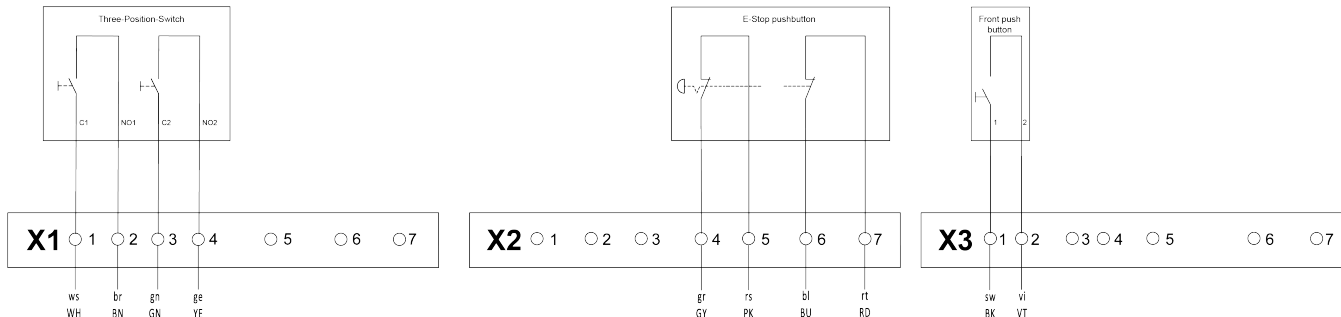 Three-Position-Switch
C1 NO1 C2 NO2
X1 1 2 3 4 5 6 7
ws br gn ge
WH BN GN YE
E-Stop pushbutton
X2 1 2 3 4 5 6 7
gr rs bl rt
GY PK BU RD
Front push
button
1 2
X3 1 2 3 4 5 6 7
sw vi
BK VT